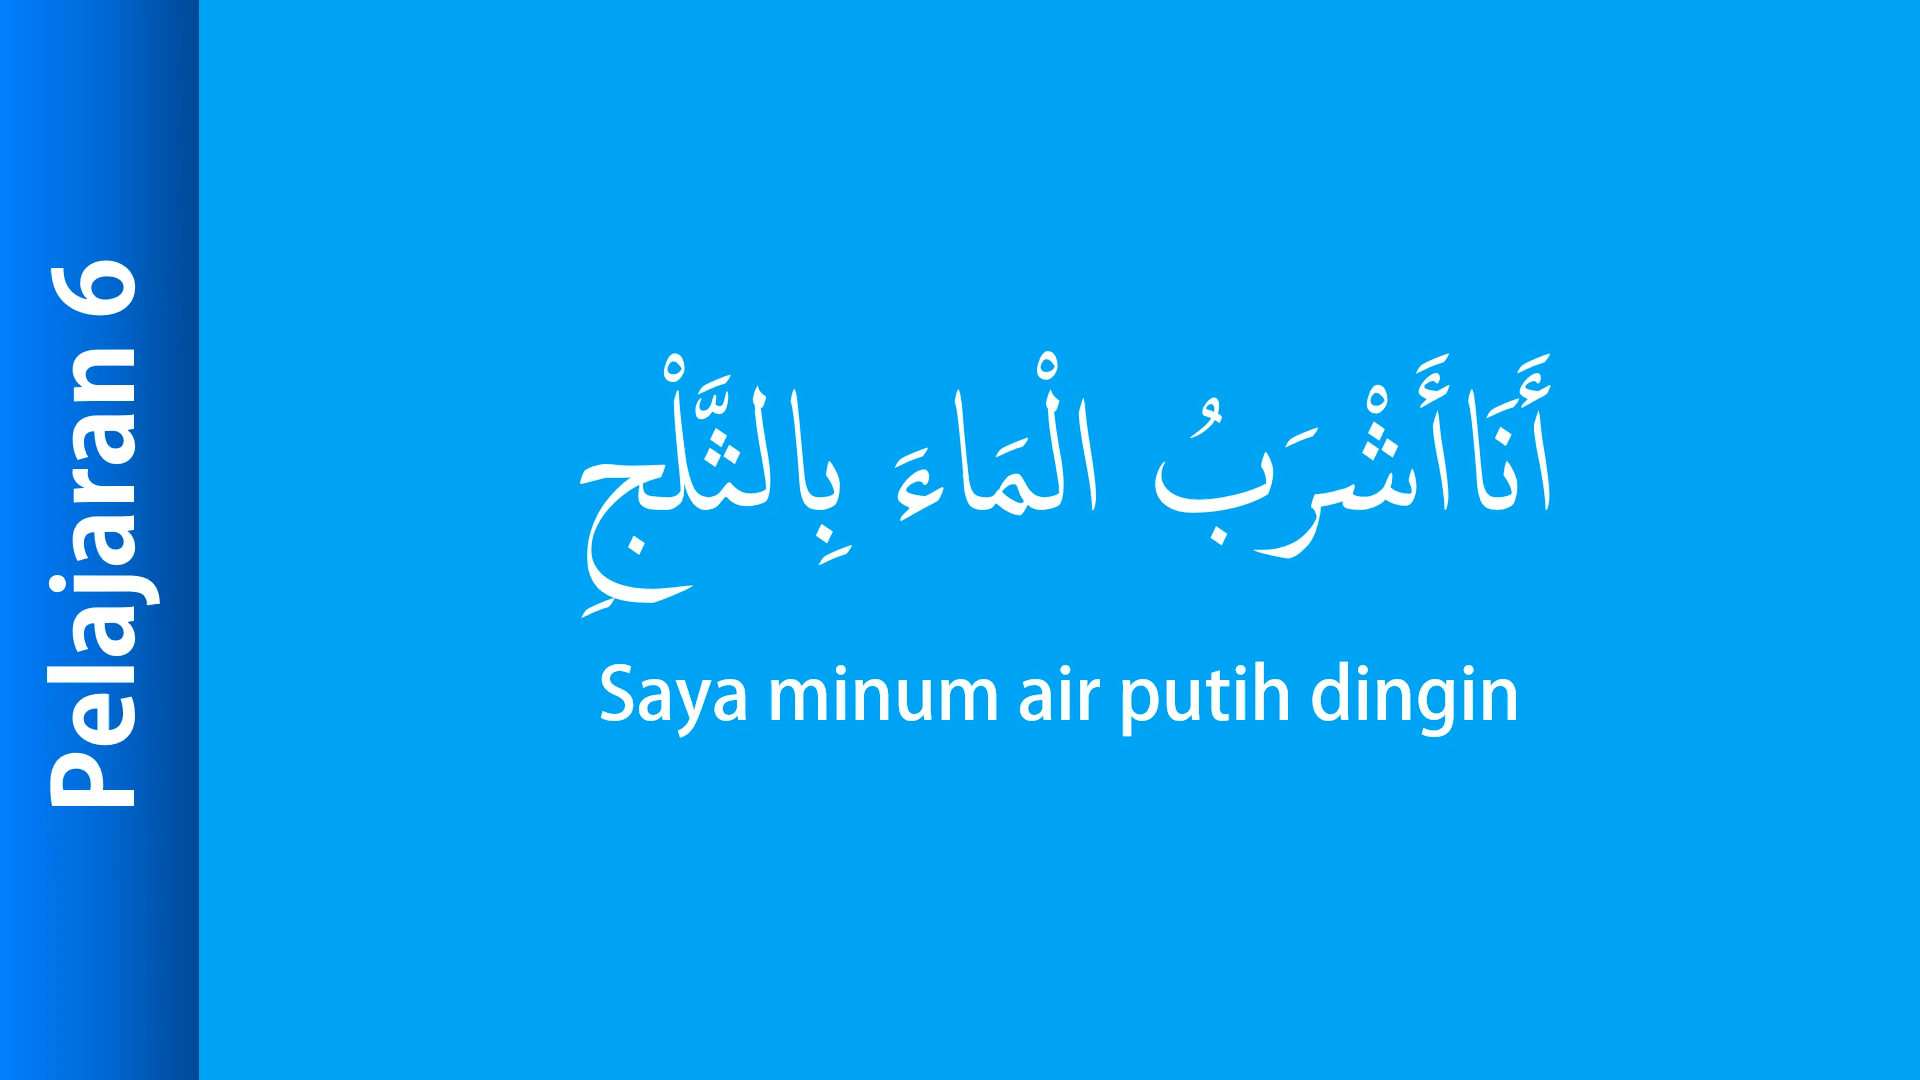 Pelajaran 6
أَنَاأَشْرَبُ الْمَاءَ بِالثَّلْجِ
Saya minum air putih dingin